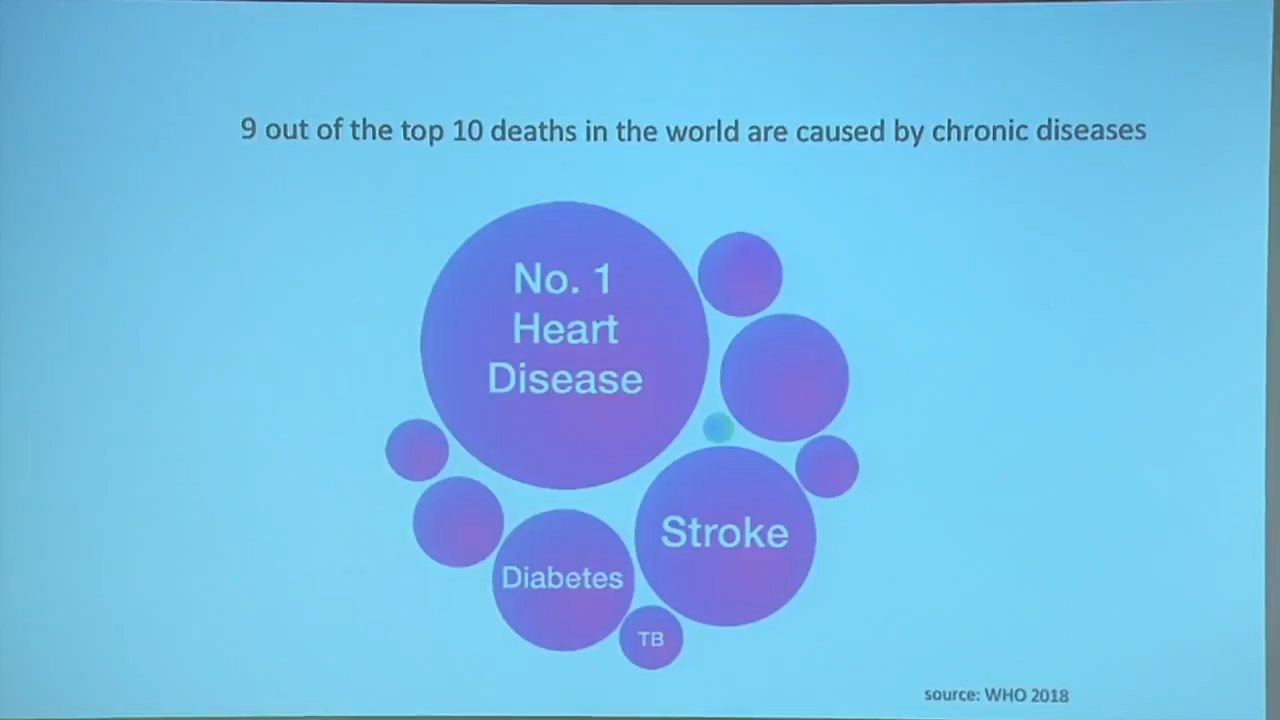 9 out of the top 10 deaths in the world are caused by chronic diseases
No. 1
Heart
Disease
Stroke
Diabetes
TB
source: WHO 2018